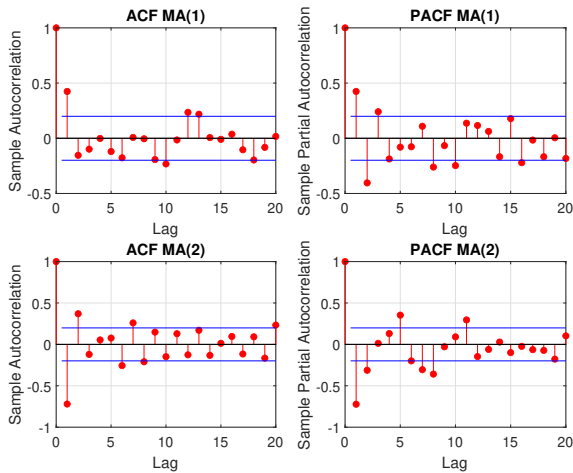 ACF MA(1)
Sample Autocorrelation
1
0.5
0
-0.5
0 5 10 15 20
Lag
PACF MA(1)
Sample Partial Autocorrelation
1
0.5
0
-0.5
0 5 10 15 20
Lag
ACF MA(2)
Sample Autocorrelation
1
0.5
0
-0.5
-1
0 5 10 15 20
Lag
PACF MA(2)
Sample Partial Autocorrelation
1
0.5
0
-0.5
-1
0 5 10 15 20
Lag